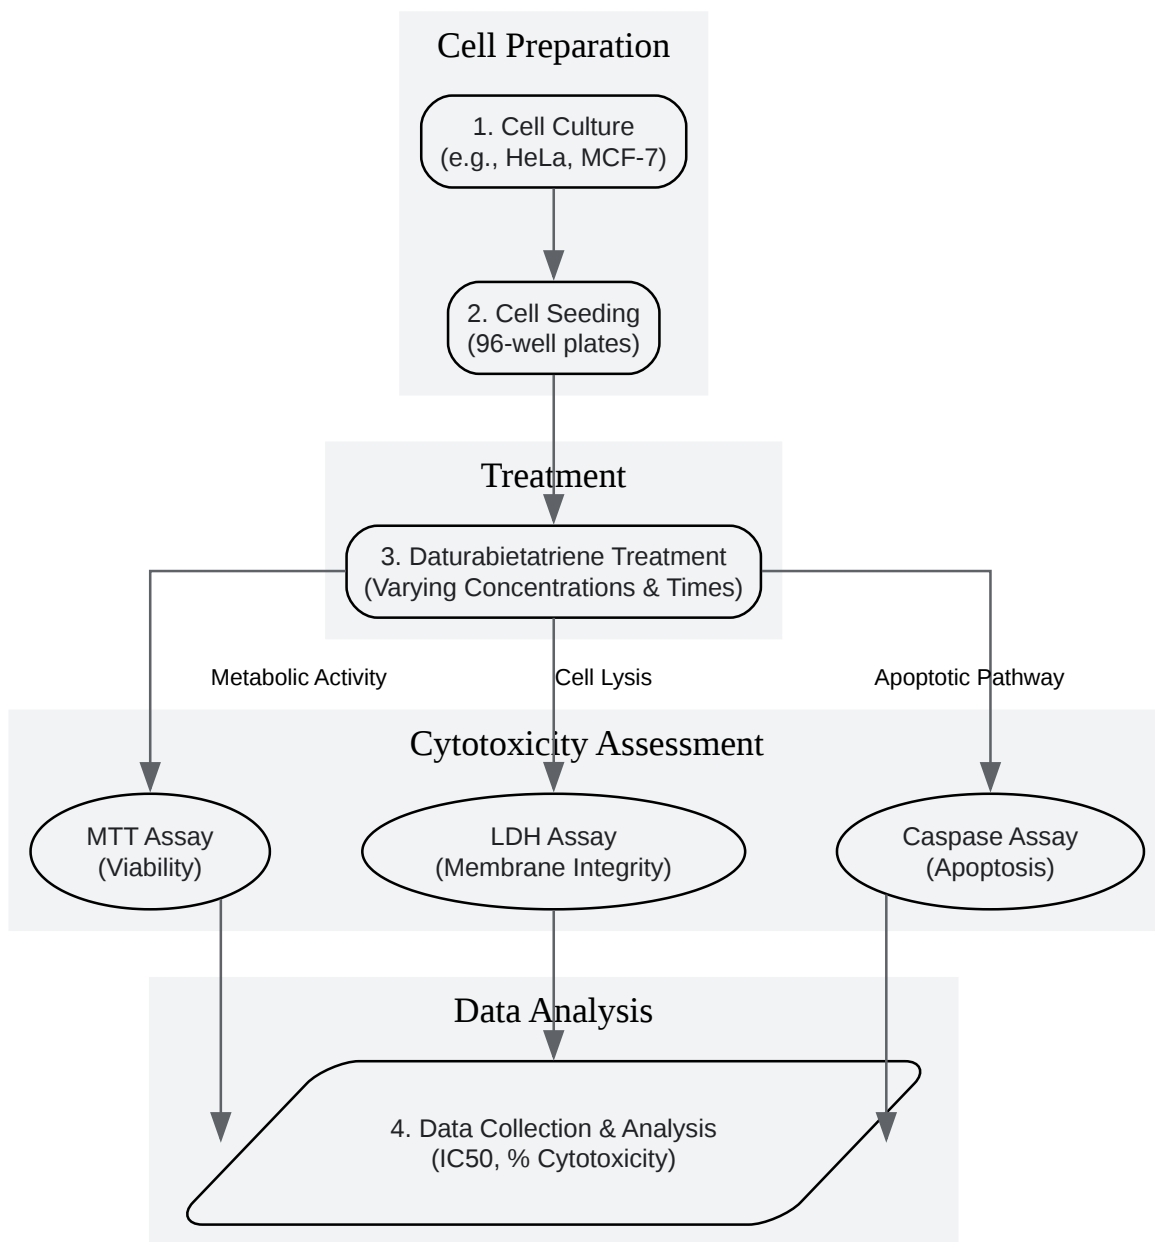 Cell Preparation
1. Cell Culture
(e.g., HeLa, MCF-7)
2. Cell Seeding
(96-well plates)
Treatment
3. Daturabietatriene Treatment
(Varying Concentrations & Times)
Metabolic Activity
Cell Lysis
Apoptotic Pathway
Cytotoxicity Assessment
MTT Assay
(Viability)
LDH Assay
(Membrane Integrity)
Caspase Assay
(Apoptosis)
Data Analysis
4. Data Collection & Analysis
(IC50, % Cytotoxicity)